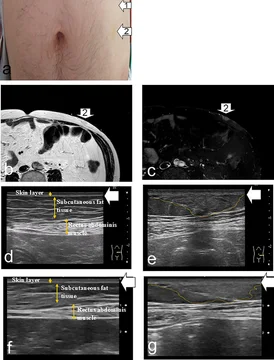 1
2
a
2
2
b
c
Skin layer
Subcutaneous fat
tissue
Rectus abdominis
muscle
d
e
Skin layer
Subcutaneous fat
tissue
Rectus abdominis
muscle
f
g